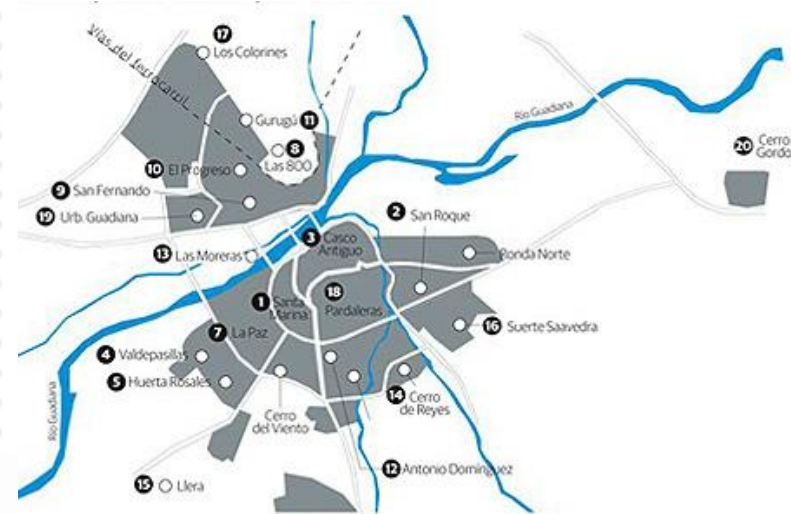 17
Los Colorines
Vías del ferrocarril
Gurugú 11
8
Las 800
10 El Progreso
9 San Fernando
19 Urb. Guadiana
Río Guadiana
20 Cerro
Gordo
2 San Roque
3 Casco
Antiguo
13 Las Moreras
Ronda Norte
1 Santa
Marina
18
Pardaleras
7 La Paz
16 Suerte Saavedra
4 Valdepasillas
5 Huerta Rosales
Río Guadiana
Cerro
del Viento
14 Cerro
de Reyes
12 Antonio Domínguez
15 Llera